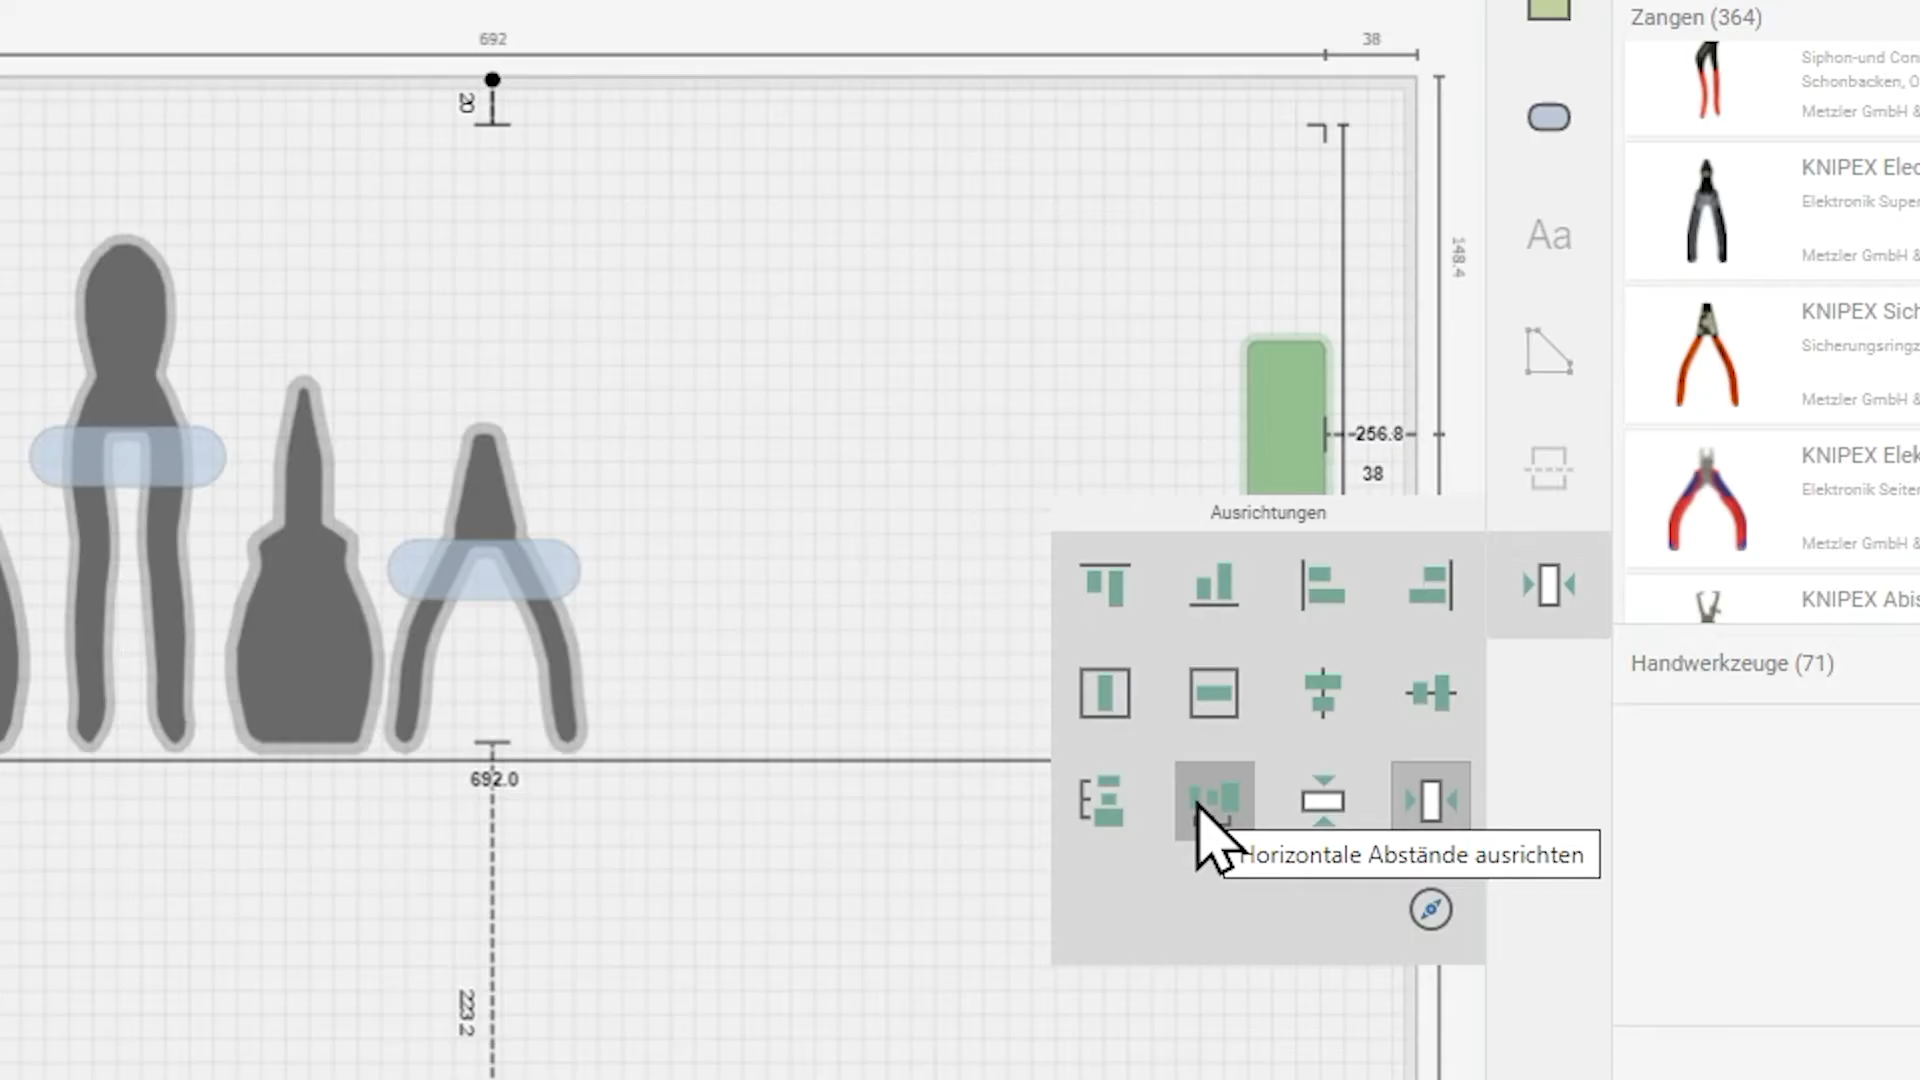 692
38
20
148.4
256.8
38
692.0
223.2
Ausrichtungen
Horizontale Abstände ausrichten
Aa
Zangen (364)
Siphon-und Con
Schonbacken, 0
Metzler GmbH &
KNIPEX Elec
Elektronik Super
Metzler GmbH &
KNIPEX Sich
Sicherungsringz
Metzler GmbH &
KNIPEX Elek
Elektronik Seiten
Metzler GmbH &
KNIPEX Abis
Handwerkzeuge (71)